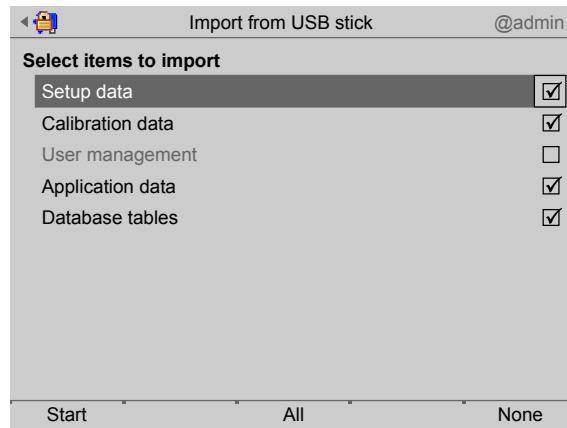 Import from USB stick @admin
Select items to import
Setup data
Calibration data
User management
Application data
Database tables
Start All None